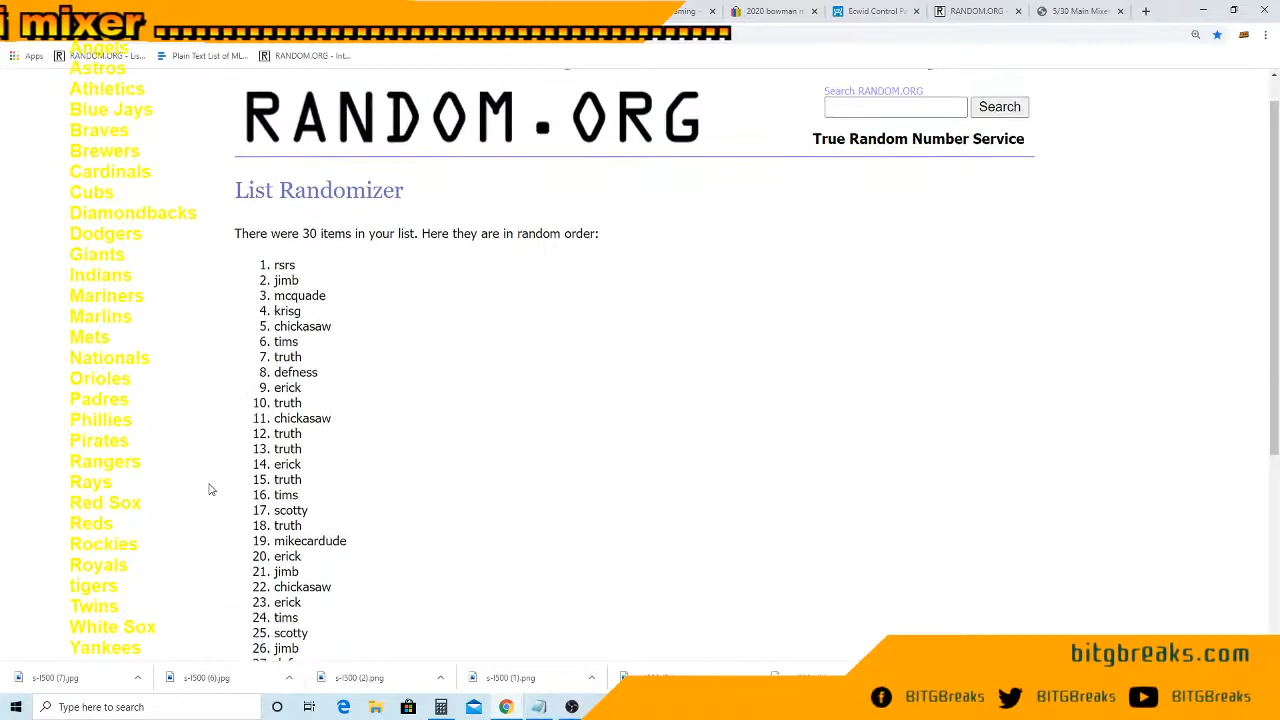 i mixer
2020 bowman m
Ecwid Control Pa
RANDOM.ORG -
5/30 Main Mixer
Apps
RANDOM.ORG - Lis...
Plain Text List of ML...
RANDOM.ORG - Int...
Angels
Astros
Athletics
Blue Jays
Braves
Brewers
Cardinals
Cubs
Diamondbacks
Dodgers
Giants
Indians
Mariners
Marlins
Mets
Nationals
Orioles
Padres
Phillies
Pirates
Rangers
Rays
Red Sox
Reds
Rockies
Royals
tigers
Twins
White Sox
Yankees
RANDOM.ORG
Search RANDOM.ORG
Search
True Random Number Service
List Randomizer
There were 30 items in your list. Here they are in random order:
1. rsrs
2. jimb
3. mcquade
4. krisg
5. chickasaw
6. tims
7. truth
8. defness
9. erick
10. truth
11. chickasaw
12. truth
13. truth
14. erick
15. truth
16. tims
17. scotty
18. truth
19. mikecardude
20. erick
21. jimb
22. chickasaw
23. erick
24. tims
25. scotty
26. jimb
bitgbreaks.com
BITGBreaks
BITGBreaks
BITGBreaks
s-l500 (7).jpg
s-l500 (6).jpg
s-l500 (2).png
s-l500 (1).png
Type here to search